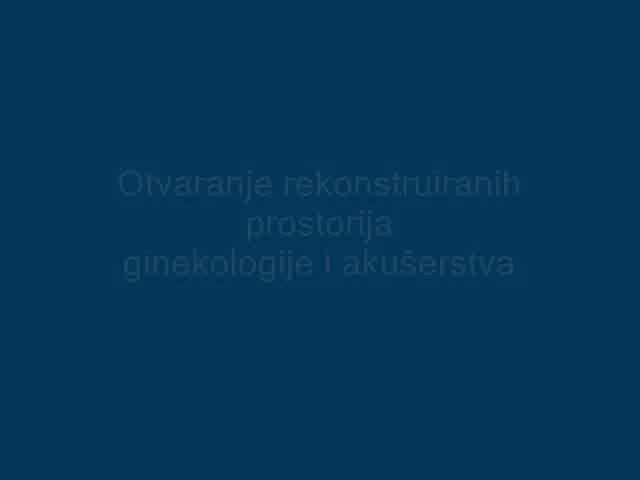 Otvaranje rekonstruiranih
prostorija
ginekologije i akušerstva